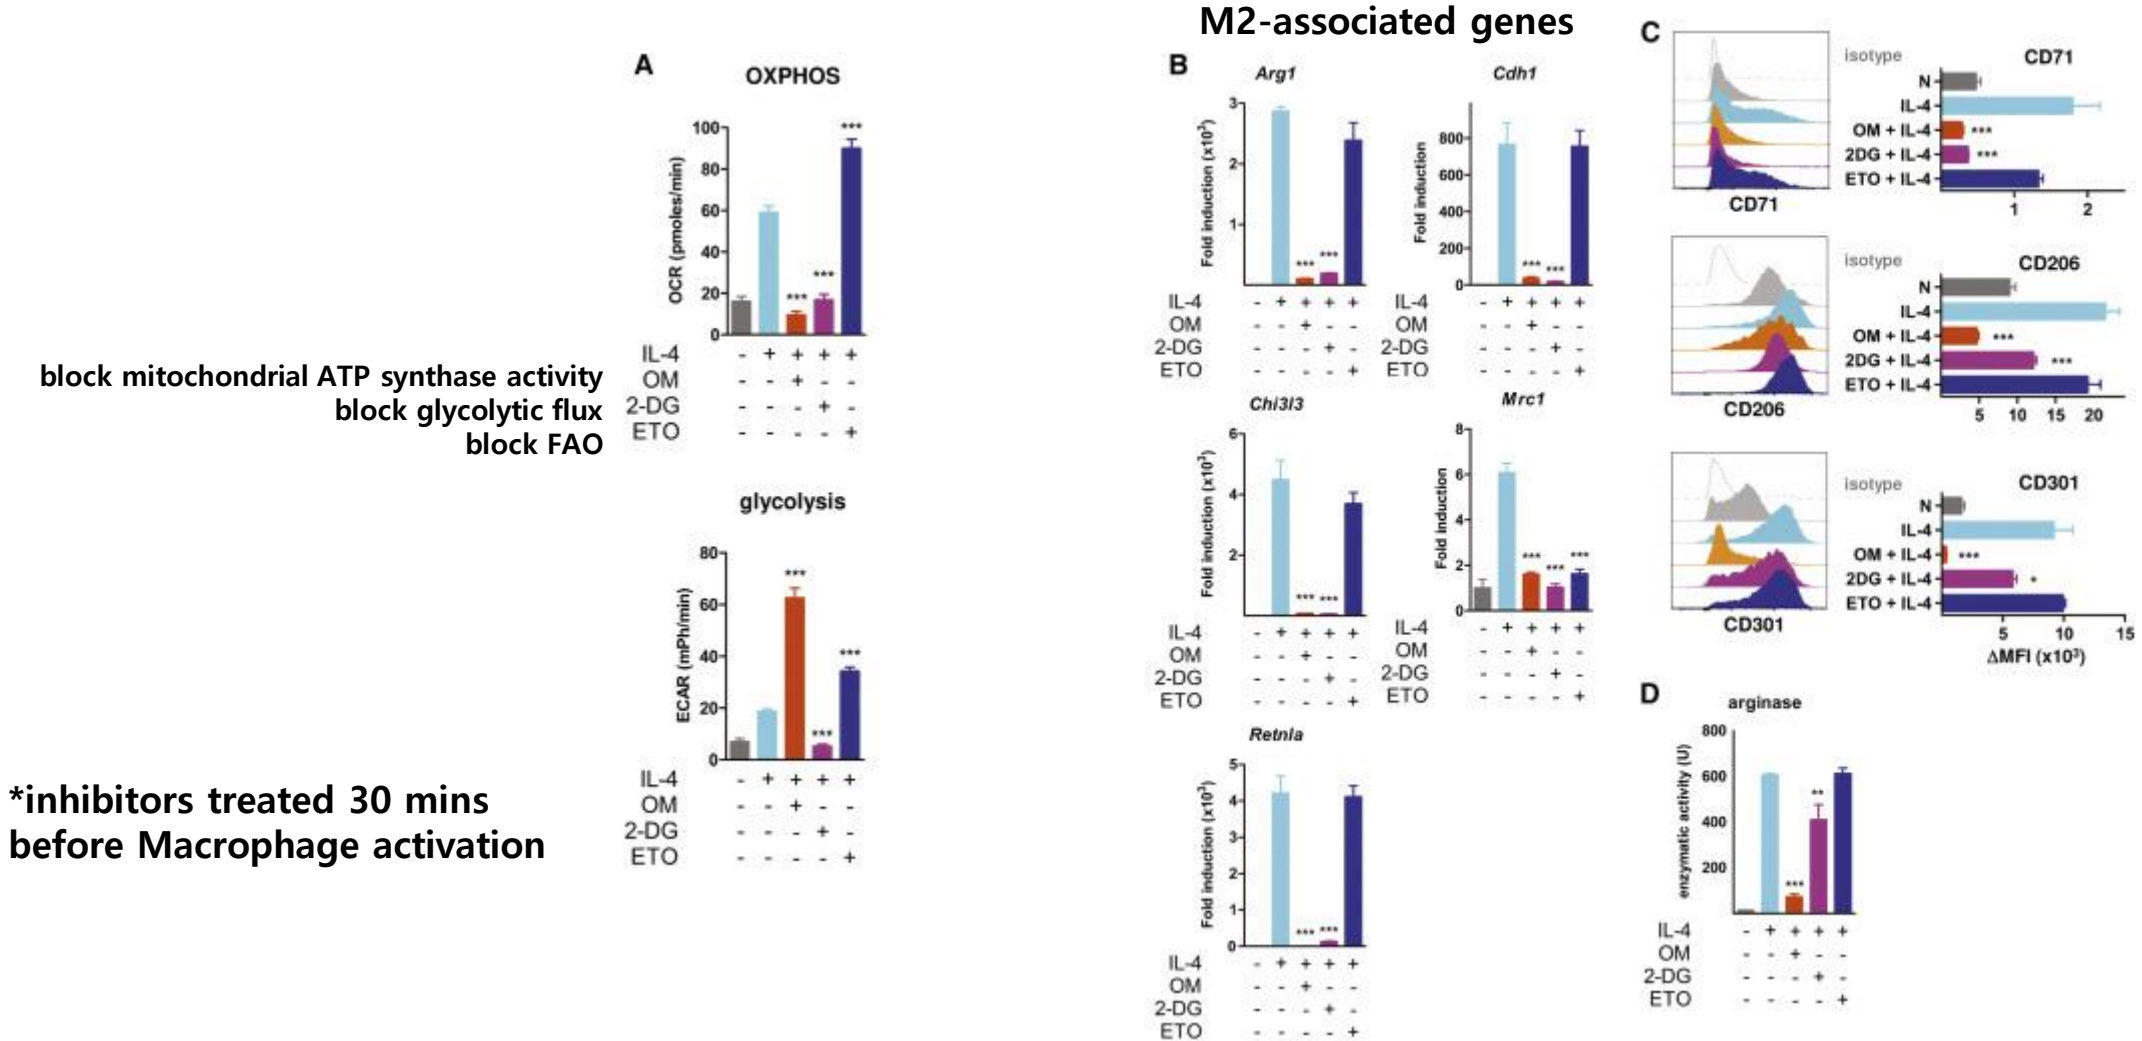 M2-associated genes
A
OXPHOS
OCR (pmoles/min)
100
80
60
40
20
0
***
***
***
IL-4 - + + + +
OM - - + - -
2-DG - - - + -
ETO - - - - +
block mitochondrial ATP synthase activity
block glycolytic flux
block FAO
glycolysis
ECAR (mPh/min)
80
60
40
20
0
***
***
***
IL-4 - + + + +
OM - - + - -
2-DG - - - + -
ETO - - - - +
*inhibitors treated 30 mins
before Macrophage activation
B
Arg1
Fold induction (x10³)
3
2
1
***
***
IL-4 - + + + +
OM - - + - -
2-DG - - - + -
ETO - - - - +
Cdh1
Fold induction
800
600
400
200
0
***
***
IL-4 - + + + +
OM - - + - -
2-DG - - - + -
ETO - - - - +
Chi3l3
Fold induction (x10³)
6
4
2
***
***
IL-4 - + + + +
OM - - + - -
2-DG - - - + -
ETO - - - - +
Mrc1
Fold induction
8
6
4
2
0
***
***
***
IL-4 - + + + +
OM - - + - -
2-DG - - - + -
ETO - - - - +
Retnla
Fold induction (x10³)
5
4
3
2
1
0
***
***
IL-4 - + + + +
OM - - + - -
2-DG - - - + -
ETO - - - - +
C
isotype
CD71
N
IL-4
OM + IL-4 ***
2DG + IL-4 ***
ETO + IL-4
CD71
1 2
isotype
CD206
N
IL-4
OM + IL-4 ***
2DG + IL-4 ***
ETO + IL-4
CD206
5 10 15 20
isotype
CD301
N
IL-4
OM + IL-4 ***
2DG + IL-4 *
ETO + IL-4
CD301
5 10 15
ΔMFI (x10³)
D
arginase
enzymatic activity (U)
800
600
400
200
***
**
IL-4 - + + + +
OM - - + - -
2-DG - - - + -
ETO - - - - +